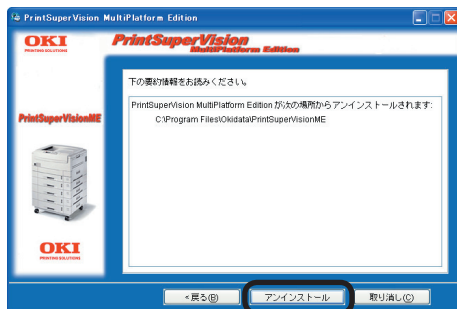 PrintSuperVision MultiPlatform Edition
OKI
PRINTING SOLUTIONS
PrintSuperVision
MultiPlatform Edition
下の要約情報をお読みください。
PrintSuperVision MultiPlatform Edition が次の場所からアンインストールされます:
C:\Program Files\Okidata\PrintSuperVisionME
PrintSuperVisionME
OKI
PRINTING SOLUTIONS
<戻る(B)
アンインストール
取り消し(C)